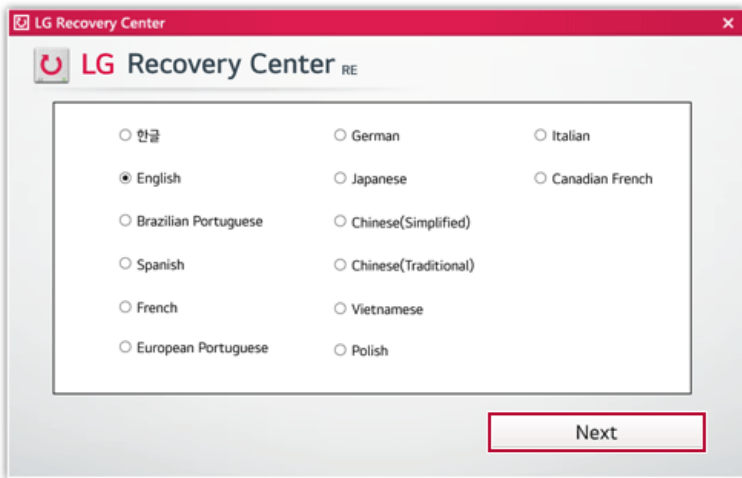 LG Recovery Center
LG Recovery Center RE
한글
German
Italian
English
Japanese
Canadian French
Brazilian Portuguese
Chinese(Simplified)
Spanish
Chinese(Traditional)
French
Vietnamese
European Portuguese
Polish
Next